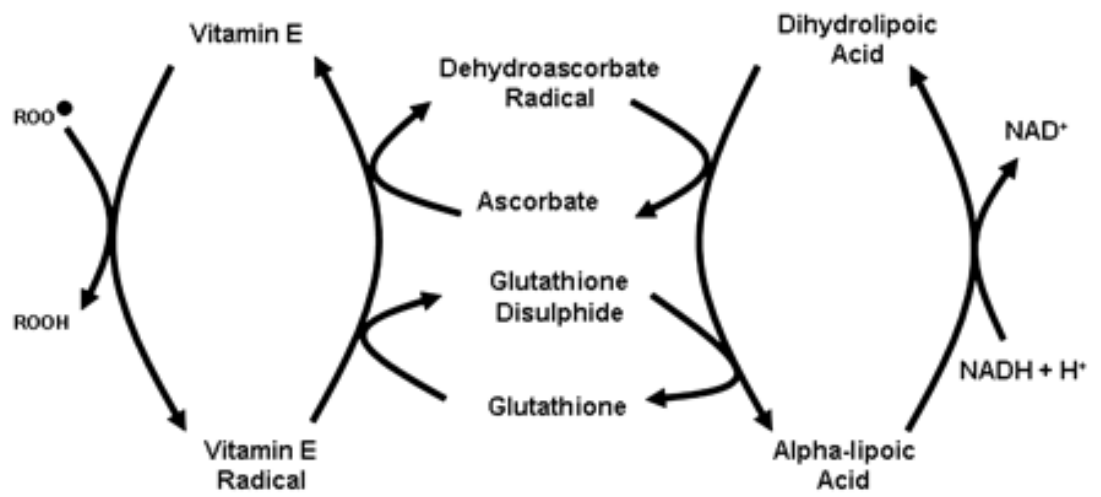 Vitamin E
Dihydrolipoic
Acid
Dehydroascorbate
Radical
ROO●
NAD⁺
Ascorbate
Glutathione
Disulphide
ROOH
NADH + H⁺
Glutathione
Vitamin E
Radical
Alpha-lipoic
Acid